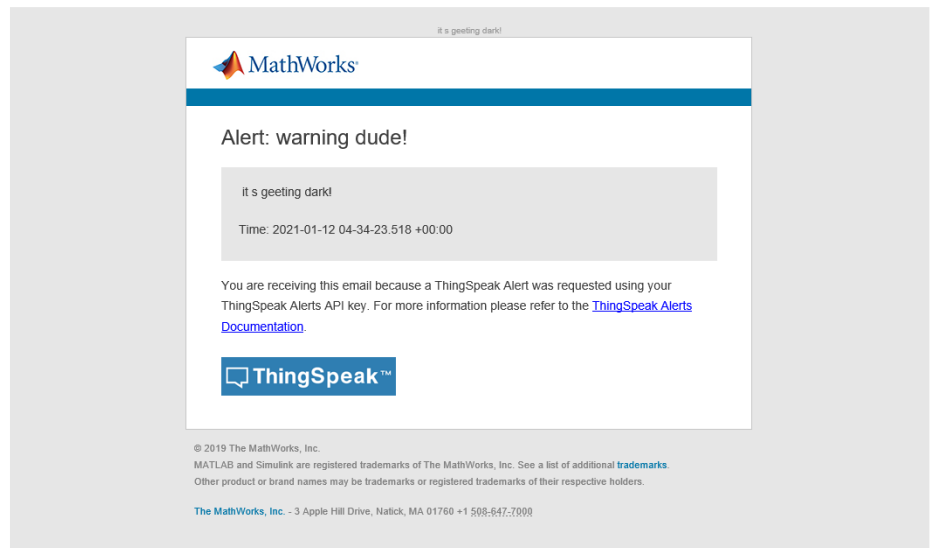 it s geeting dark!
MathWorks®
Alert: warning dude!
it s geeting dark!
Time: 2021-01-12 04-34-23.518 +00:00
You are receiving this email because a ThingSpeak Alert was requested using your
ThingSpeak Alerts API key. For more information please refer to the ThingSpeak Alerts
Documentation.
ThingSpeak™
© 2019 The MathWorks, Inc.
MATLAB and Simulink are registered trademarks of The MathWorks, Inc. See a list of additional trademarks.
Other product or brand names may be trademarks or registered trademarks of their respective holders.
The MathWorks, Inc. - 3 Apple Hill Drive, Natick, MA 01760 +1 508-647-7000